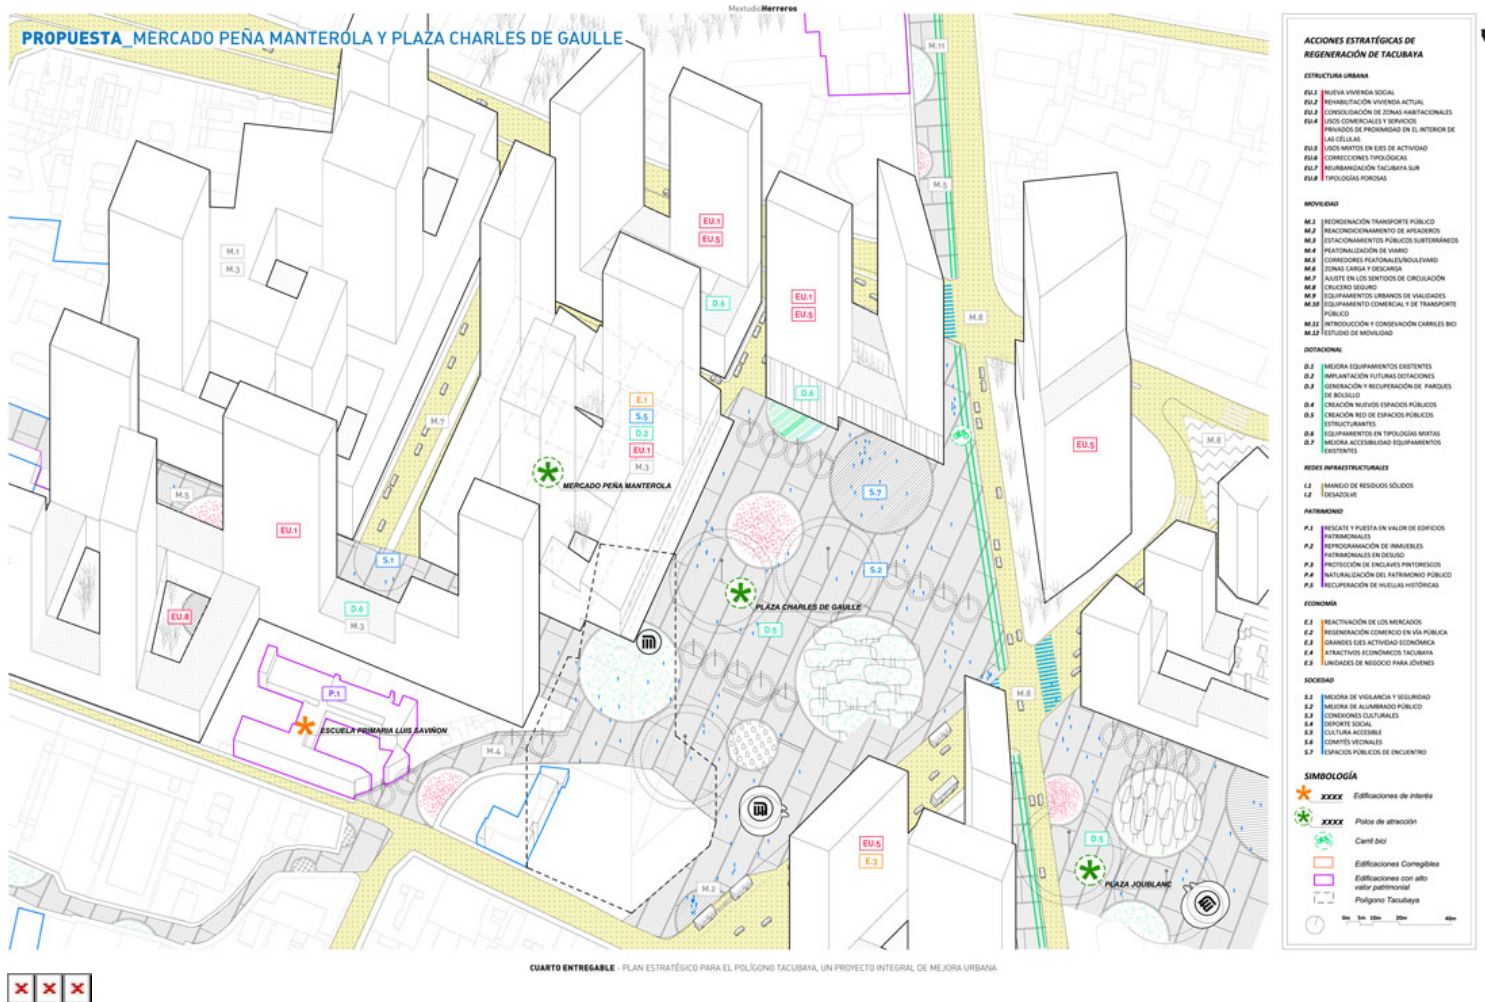 MextudioHerreros
PROPUESTA_MERCADO PEÑA MANTEROLA Y PLAZA CHARLES DE GAULLE
M.11
M.5
M.1
M.3
EU.1
EU.5
D.6
EU.1
EU.5
M.8
D.6
E.1
S.5
D.2
EU.1
M.3
M.7
EU.5
M.8
MERCADO PEÑA MANTEROLA
S.7
M.5
EU.1
S.1
S.2
D.6
M.3
EU.8
PLAZA CHARLES DE GAULLE
D.5
P.1
M.8
ESCUELA PRIMARIA LUIS SAVIÑON
M.4
EU.5
E.3
D.5
M.2
PLAZA JOUBLANC
ACCIONES ESTRATÉGICAS DE
REGENERACIÓN DE TACUBAYA
ESTRUCTURA URBANA
EU.1 NUEVA VIVIENDA SOCIAL
EU.2 REHABILITACIÓN VIVIENDA ACTUAL
EU.3 CONSOLIDACIÓN DE ZONAS HABITACIONALES
EU.4 USOS COMERCIALES Y SERVICIOS
PRIVADOS DE PROXIMIDAD EN EL INTERIOR DE
LAS CÉLULAS
EU.5 USOS MIXTOS EN EJES DE ACTIVIDAD
EU.6 CORRECCIONES TIPOLÓGICAS
EU.7 REURBANIZACIÓN TACUBAYA SUR
EU.8 TIPOLOGÍAS POROSAS
MOVILIDAD
M.1 REORDENACIÓN TRANSPORTE PÚBLICO
M.2 REACONDICIONAMIENTO DE APEADEROS
M.3 ESTACIONAMIENTOS PÚBLICOS SUBTERRÁNEOS
M.4 PEATONALIZACIÓN DE VIARIO
M.5 CORREDORES PEATONALES/BOULEVARD
M.6 ZONAS CARGA Y DESCARGA
M.7 AJUSTE EN LOS SENTIDOS DE CIRCULACIÓN
M.8 CRUCERO SEGURO
M.9 EQUIPAMIENTOS URBANOS DE VIALIDADES
M.10 EQUIPAMIENTO COMERCIAL Y DE TRANSPORTE
PÚBLICO
M.11 INTRODUCCIÓN Y CONSEVACIÓN CARRILES BICI
M.12 ESTUDIO DE MOVILIDAD
DOTACIONAL
D.1 MEJORA EQUIPAMIENTOS EXISTENTES
D.2 IMPLANTACIÓN FUTURAS DOTACIONES
D.3 GENERACIÓN Y RECUPERACIÓN DE PARQUES
DE BOLSILLO
D.4 CREACIÓN NUEVOS ESPACIOS PÚBLICOS
D.5 CREACIÓN RED DE ESPACIOS PÚBLICOS
ESTRUCTURANTES
D.6 EQUIPAMIENTOS EN TIPOLOGÍAS MIXTAS
D.7 MEJORA ACCESIBILIDAD EQUIPAMIENTOS
EXISTENTES
REDES INFRAESTRUCTURALES
I.1 MANEJO DE RESIDUOS SÓLIDOS
I.2 DESAZOLVE
PATRIMONIO
P.1 RESCATE Y PUESTA EN VALOR DE EDIFICIOS
PATRIMONIALES
P.2 REPROGRAMACIÓN DE INMUEBLES
PATRIMONIALES EN DESUSO
P.3 PROTECCIÓN DE ENCLAVES PINTORESCOS
P.4 NATURALIZACIÓN DEL PATRIMONIO PÚBLICO
P.5 RECUPERACIÓN DE HUELLAS HISTÓRICAS
ECONOMÍA
E.1 REACTIVACIÓN DE LOS MERCADOS
E.2 REGENERACIÓN COMERCIO EN VÍA PÚBLICA
E.3 GRANDES EJES ACTIVIDAD ECONÓMICA
E.4 ATRACTIVOS ECONÓMICOS TACUBAYA
E.5 UNIDADES DE NEGOCIO PARA JÓVENES
SOCIEDAD
S.1 MEJORA DE VIGILANCIA Y SEGURIDAD
S.2 MEJORA DE ALUMBRADO PÚBLICO
S.3 CONEXIONES CULTURALES
S.4 DEPORTE SOCIAL
S.5 CULTURA ACCESIBLE
S.6 COMITÉS VECINALES
S.7 ESPACIOS PÚBLICOS DE ENCUENTRO
SIMBOLOGÍA
XXXX Edificaciones de interés
XXXX Polos de atracción
Carril bici
Edificaciones Corregibles
Edificaciones con alto
valor patrimonial
Polígono Tacubaya
0m 5m 10m 20m 40m
CUARTO ENTREGABLE - PLAN ESTRATÉGICO PARA EL POLÍGONO TACUBAYA, UN PROYECTO INTEGRAL DE MEJORA URBANA